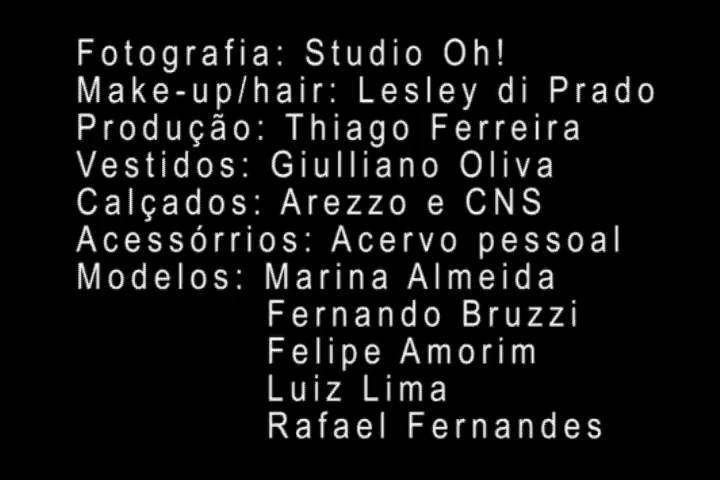 Fotografia: Studio Oh!
Make-up/hair: Lesley di Prado
Produção: Thiago Ferreira
Vestidos: Giulliano Oliva
Calçados: Arezzo e CNS
Acessórrios: Acervo pessoal
Modelos: Marina Almeida
Fernando Bruzzi
Felipe Amorim
Luiz Lima
Rafael Fernandes